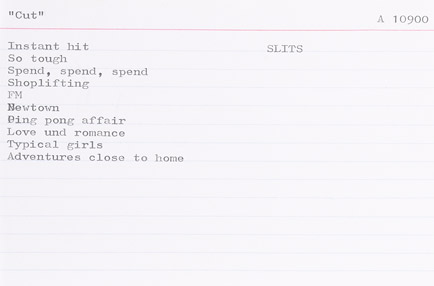 "Cut"
A 10900
Instant hit
SLITS
So tough
Spend, spend, spend
Shoplifting
FM
Newtown
Ping pong affair
Love und romance
Typical girls
Adventures close to home